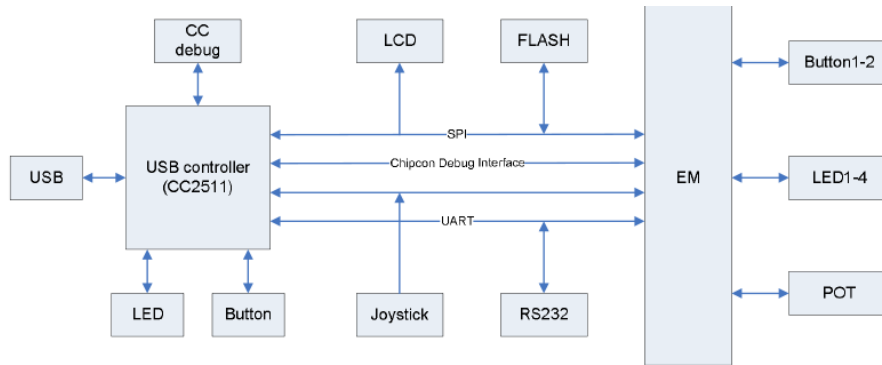 CC
debug
LCD
FLASH
Button1-2
SPI
USB controller
(CC2511)
Chipcon Debug Interface
USB
EM
LED1-4
UART
LED
Button
Joystick
RS232
POT